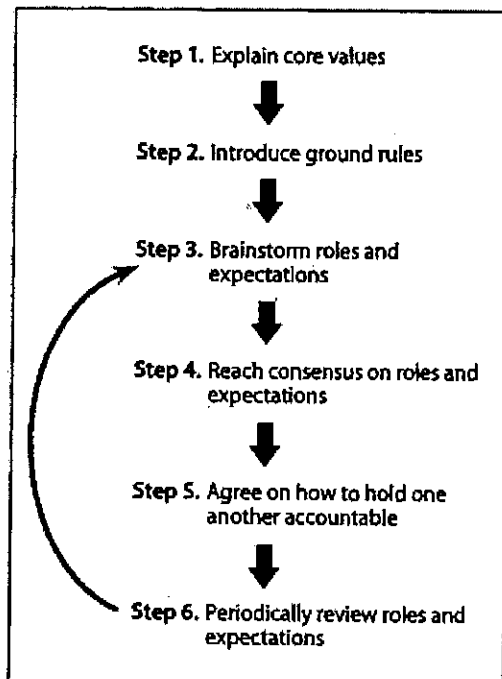 Step 1. Explain core values
Step 2. Introduce ground rules
Step 3. Brainstorm roles and
expectations
Step 4. Reach consensus on roles and
expectations
Step 5. Agree on how to hold one
another accountable
Step 6. Periodically review roles and
expectations